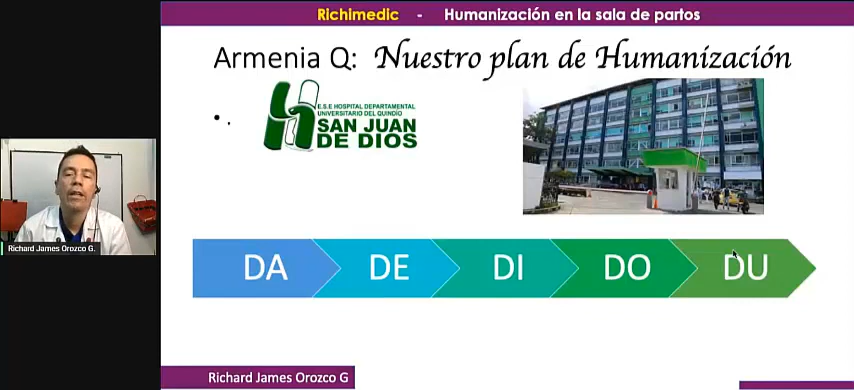 Richimedic - Humanización en la sala de partos
Armenia Q: Nuestro plan de Humanización
E.S.E HOSPITAL DEPARTAMENTAL
UNIVERSITARIO DEL QUINDÍO
SAN JUAN
DE DIOS
Richard James Orozco G.
DA DE DI DO DU
Richard James Orozco G